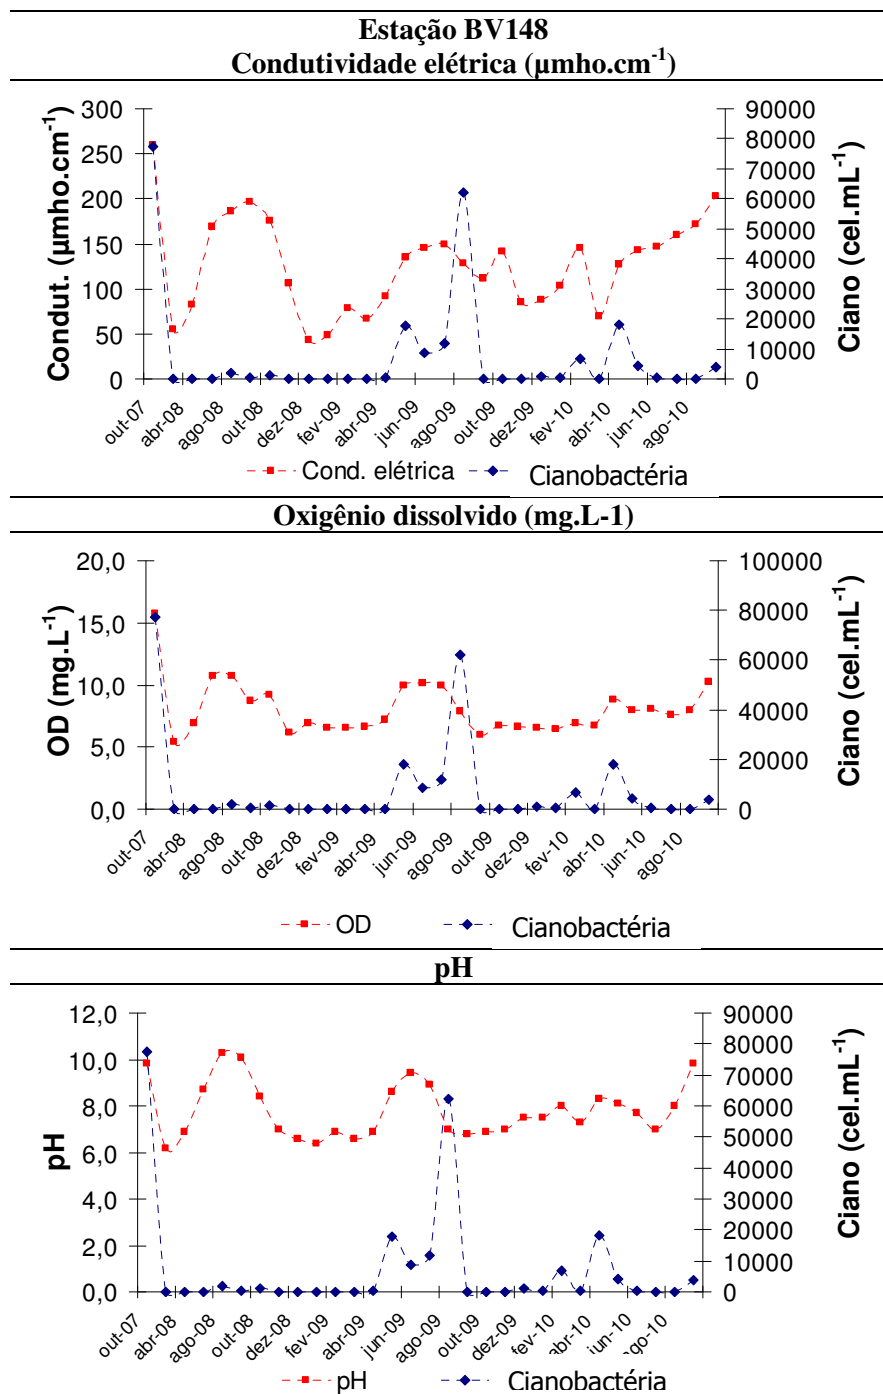 Estação BV148
Condutividade elétrica (µmho.cm⁻¹)
300
250
200
150
100
50
0
Condut. (µmho.cm⁻¹)
90000
80000
70000
60000
50000
40000
30000
20000
10000
0
Ciano (cel.mL⁻¹)
out-07
abr-08
ago-08
out-08
dez-08
fev-09
abr-09
jun-09
ago-09
out-09
dez-09
fev-10
abr-10
jun-10
ago-10
Cond. elétrica
Cianobactéria
Oxigênio dissolvido (mg.L-1)
20,0
15,0
10,0
5,0
0,0
OD (mg.L⁻¹)
100000
80000
60000
40000
20000
0
Ciano (cel.mL⁻¹)
out-07
abr-08
ago-08
out-08
dez-08
fev-09
abr-09
jun-09
ago-09
out-09
dez-09
fev-10
abr-10
jun-10
ago-10
OD
Cianobactéria
pH
12,0
10,0
8,0
6,0
4,0
2,0
0,0
pH
90000
80000
70000
60000
50000
40000
30000
20000
10000
0
Ciano (cel.mL⁻¹)
out-07
abr-08
ago-08
out-08
dez-08
fev-09
abr-09
jun-09
ago-09
out-09
dez-09
fev-10
abr-10
jun-10
ago-10
pH
Cianobactéria